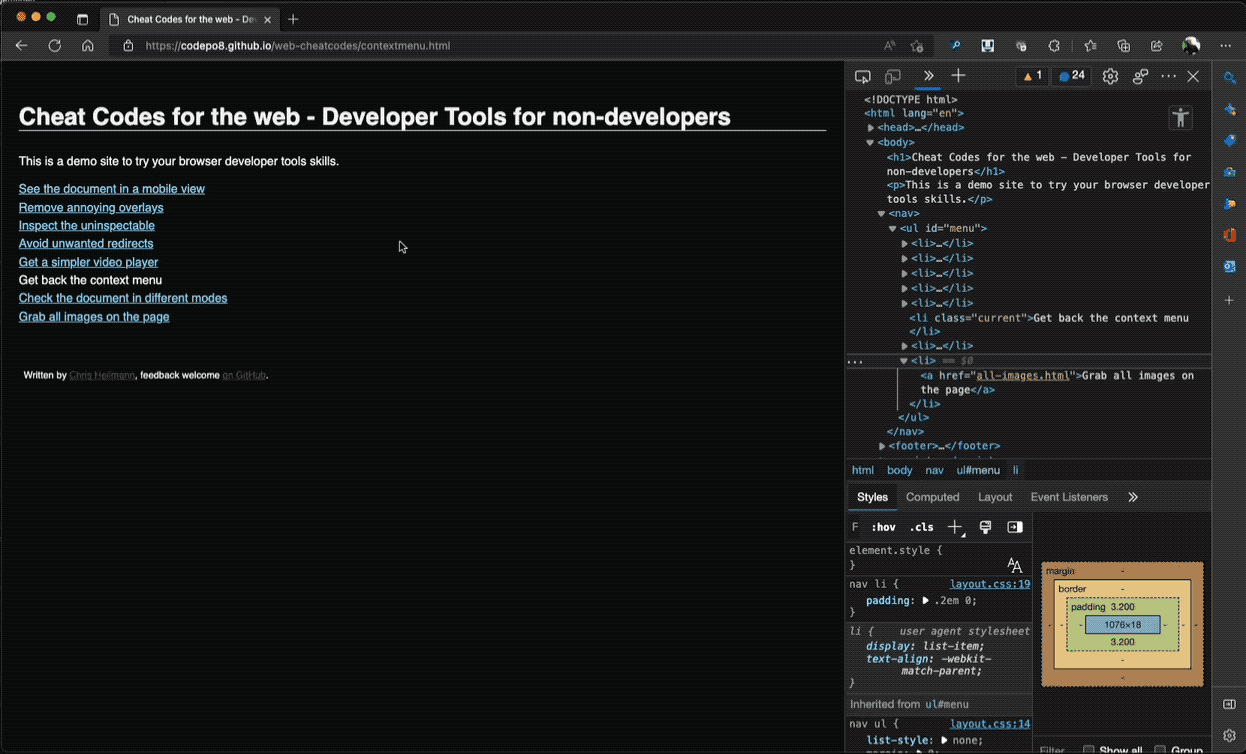 Cheat Codes for the web - De
https://codepo8.github.io/web-cheatcodes/contextmenu.html
Cheat Codes for the web - Developer Tools for non-developers
This is a demo site to try your browser developer tools skills.
See the document in a mobile view
Remove annoying overlays
Inspect the uninspectable
Avoid unwanted redirects
Get a simpler video player
Get back the context menu
Check the document in different modes
Grab all images on the page
Written by Chris Heilmann, feedback welcome on GitHub.
1
24
<!DOCTYPE html>
<html lang="en">
<head>…</head>
<body>
<h1>Cheat Codes for the web - Developer Tools for
non-developers</h1>
<p>This is a demo site to try your browser developer
tools skills.</p>
<nav>
<ul id="menu">
<li>…</li>
<li>…</li>
<li>…</li>
<li>…</li>
<li>…</li>
<li class="current">Get back the context menu
</li>
<li>…</li>
<li> == $0
<a href="all-images.html">Grab all images on
the page</a>
</li>
</ul>
</nav>
<footer>…</footer>
html body nav ul#menu li
Styles Computed Layout Event Listeners
F :hov .cls
element.style {
}
nav li { layout.css:19
padding: .2em 0;
}
li { user agent stylesheet
display: list-item;
text-align: -webkit-
match-parent;
}
Inherited from ul#menu
nav ul { layout.css:14
list-style: none;
margin -
border -
padding 3.200
- - - 1076×18 - - -
3.200
-
-
Filter Show all Group